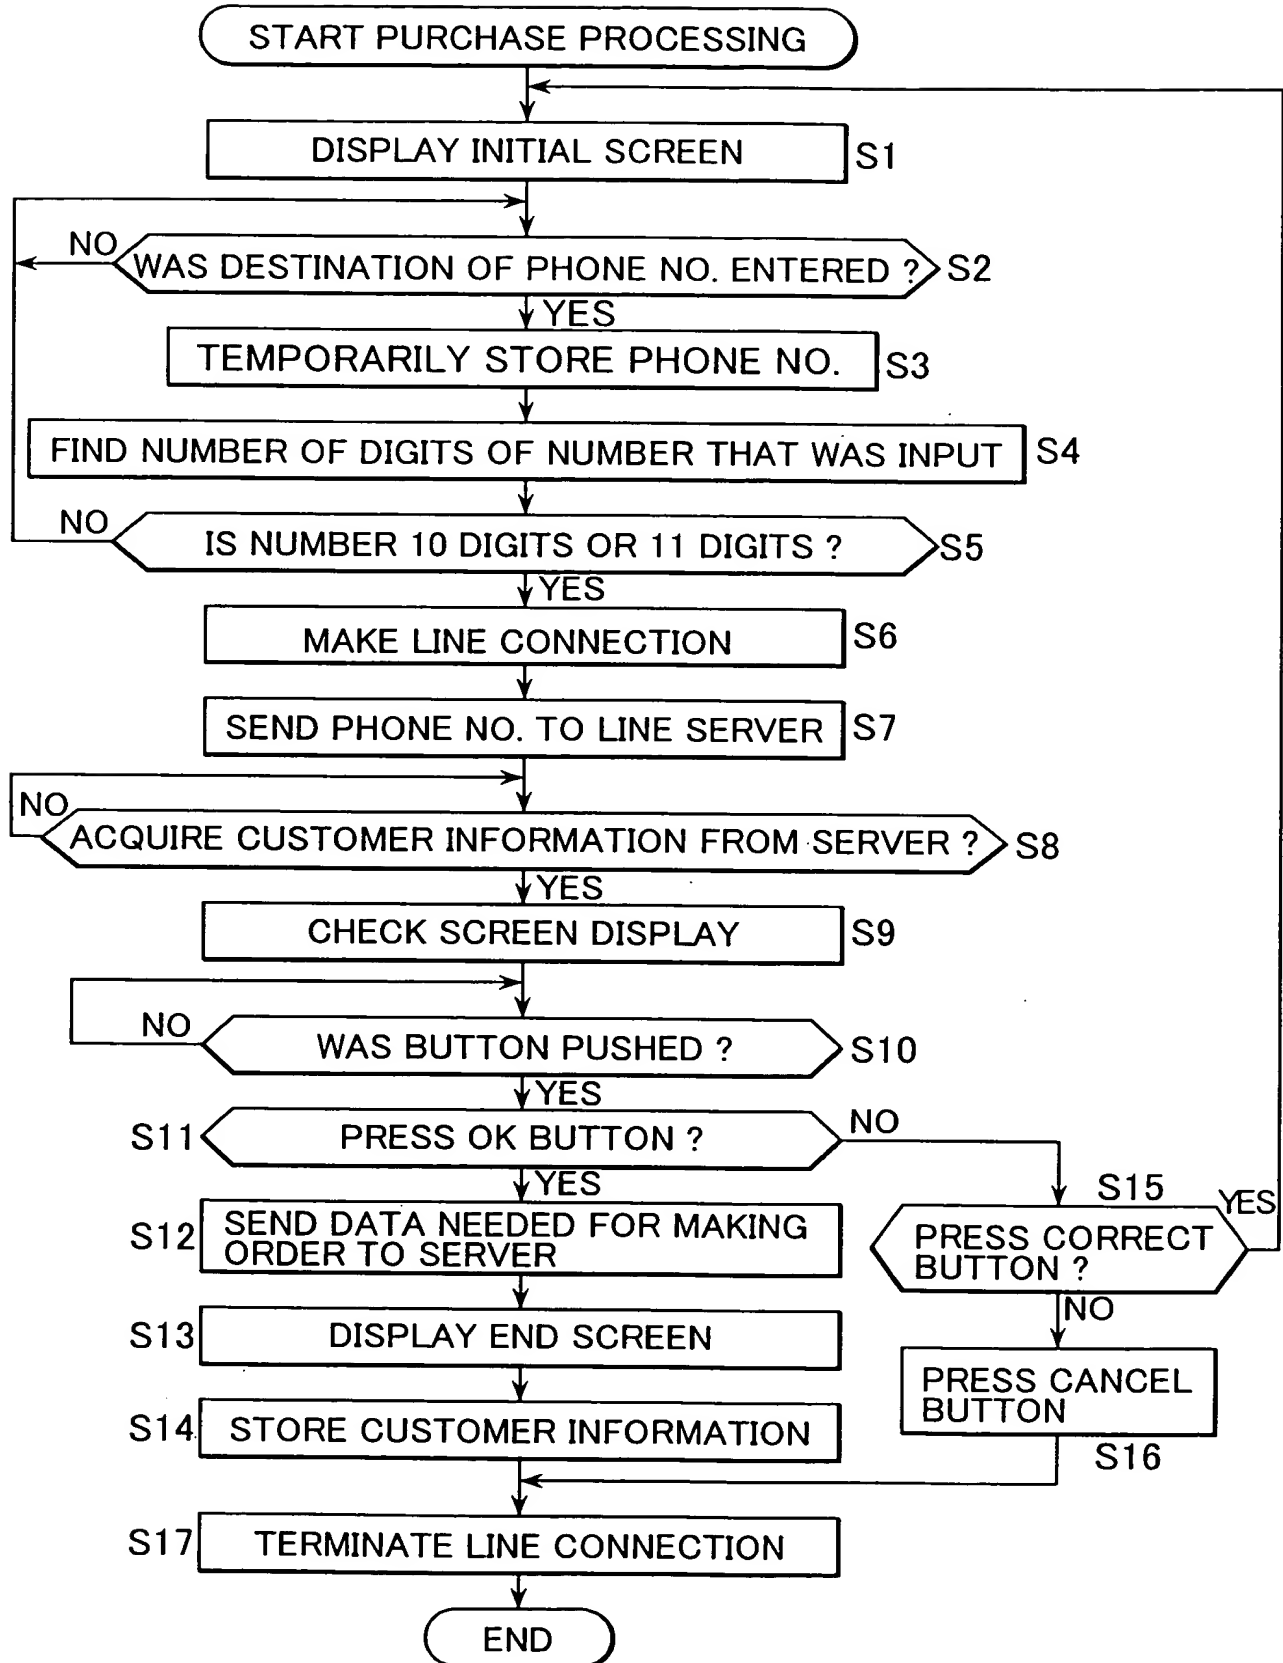 START PURCHASE PROCESSING
DISPLAY INITIAL SCREEN
S1
NO
WAS DESTINATION OF PHONE NO. ENTERED ?
S2
YES
TEMPORARILY STORE PHONE NO.
S3
FIND NUMBER OF DIGITS OF NUMBER THAT WAS INPUT
S4
NO
IS NUMBER 10 DIGITS OR 11 DIGITS ?
S5
YES
MAKE LINE CONNECTION
S6
SEND PHONE NO. TO LINE SERVER
S7
NO
ACQUIRE CUSTOMER INFORMATION FROM SERVER ?
S8
YES
CHECK SCREEN DISPLAY
S9
NO
WAS BUTTON PUSHED ?
S10
YES
S11
PRESS OK BUTTON ?
NO
YES
S15
YES
S12
SEND DATA NEEDED FOR MAKING
ORDER TO SERVER
PRESS CORRECT
BUTTON ?
NO
S13
DISPLAY END SCREEN
PRESS CANCEL
BUTTON
S16
S14
STORE CUSTOMER INFORMATION
S17
TERMINATE LINE CONNECTION
END